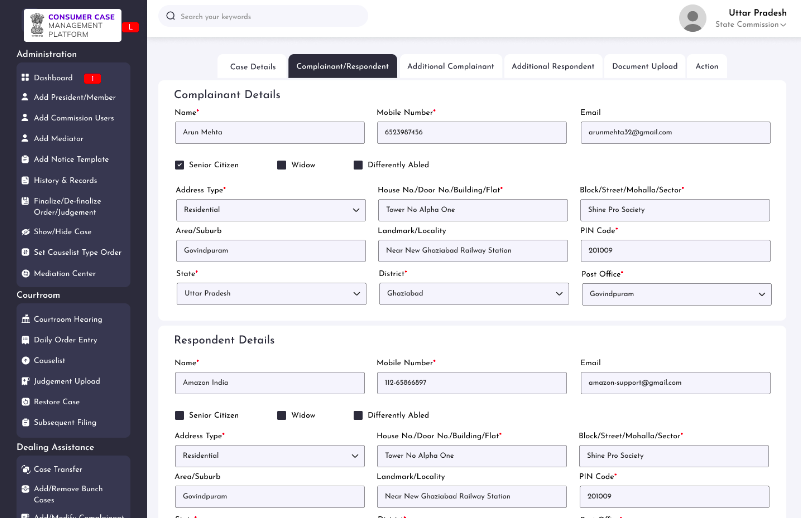 CONSUMER CASE
MANAGEMENT
PLATFORM
L
Search your keywords
Uttar Pradesh
State Commission
Administration
Dashboard
Add President/Member
Add Commission Users
Add Mediator
Add Notice Template
History & Records
Finalize/De-finalize
Order/Judgement
Show/Hide Case
Set Causelist Type Order
Mediation Center
Courtroom
Courtroom Hearing
Daily Order Entry
Causelist
Judgement Upload
Restore Case
Subsequent Filing
Dealing Assistance
Case Transfer
Add/Remove Bunch
Cases
Add/Modify Complainant
Case Details Complainant/Respondent Additional Complainant Additional Respondent Document Upload Action
Complainant Details
Name* Mobile Number* Email
Arun Mehta 6523987456 arunmehta32@gmail.com
Senior Citizen Widow Differently Abled
Address Type* House No./Door No./Building/Flat* Block/Street/Mohalla/Sector*
Residential Tower No Alpha One Shine Pro Society
Area/Suburb Landmark/Locality PIN Code*
Govindpuram Near New Ghaziabad Railway Station 201009
State* District* Post Office*
Uttar Pradesh Ghaziabad Govindpuram
Respondent Details
Name* Mobile Number* Email
Amazon India 112-65866897 amazon-support@gmail.com
Senior Citizen Widow Differently Abled
Address Type* House No./Door No./Building/Flat* Block/Street/Mohalla/Sector*
Residential Tower No Alpha One Shine Pro Society
Area/Suburb Landmark/Locality PIN Code*
Govindpuram Near New Ghaziabad Railway Station 201009